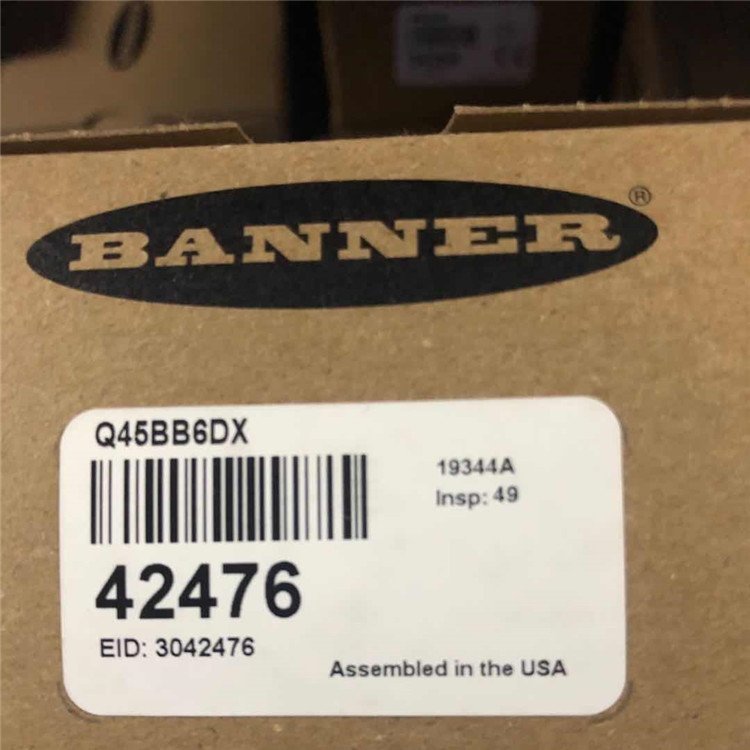 BANNER®
Q45BB6DX
19344A
Insp: 49
42476
EID: 3042476
Assembled in the USA